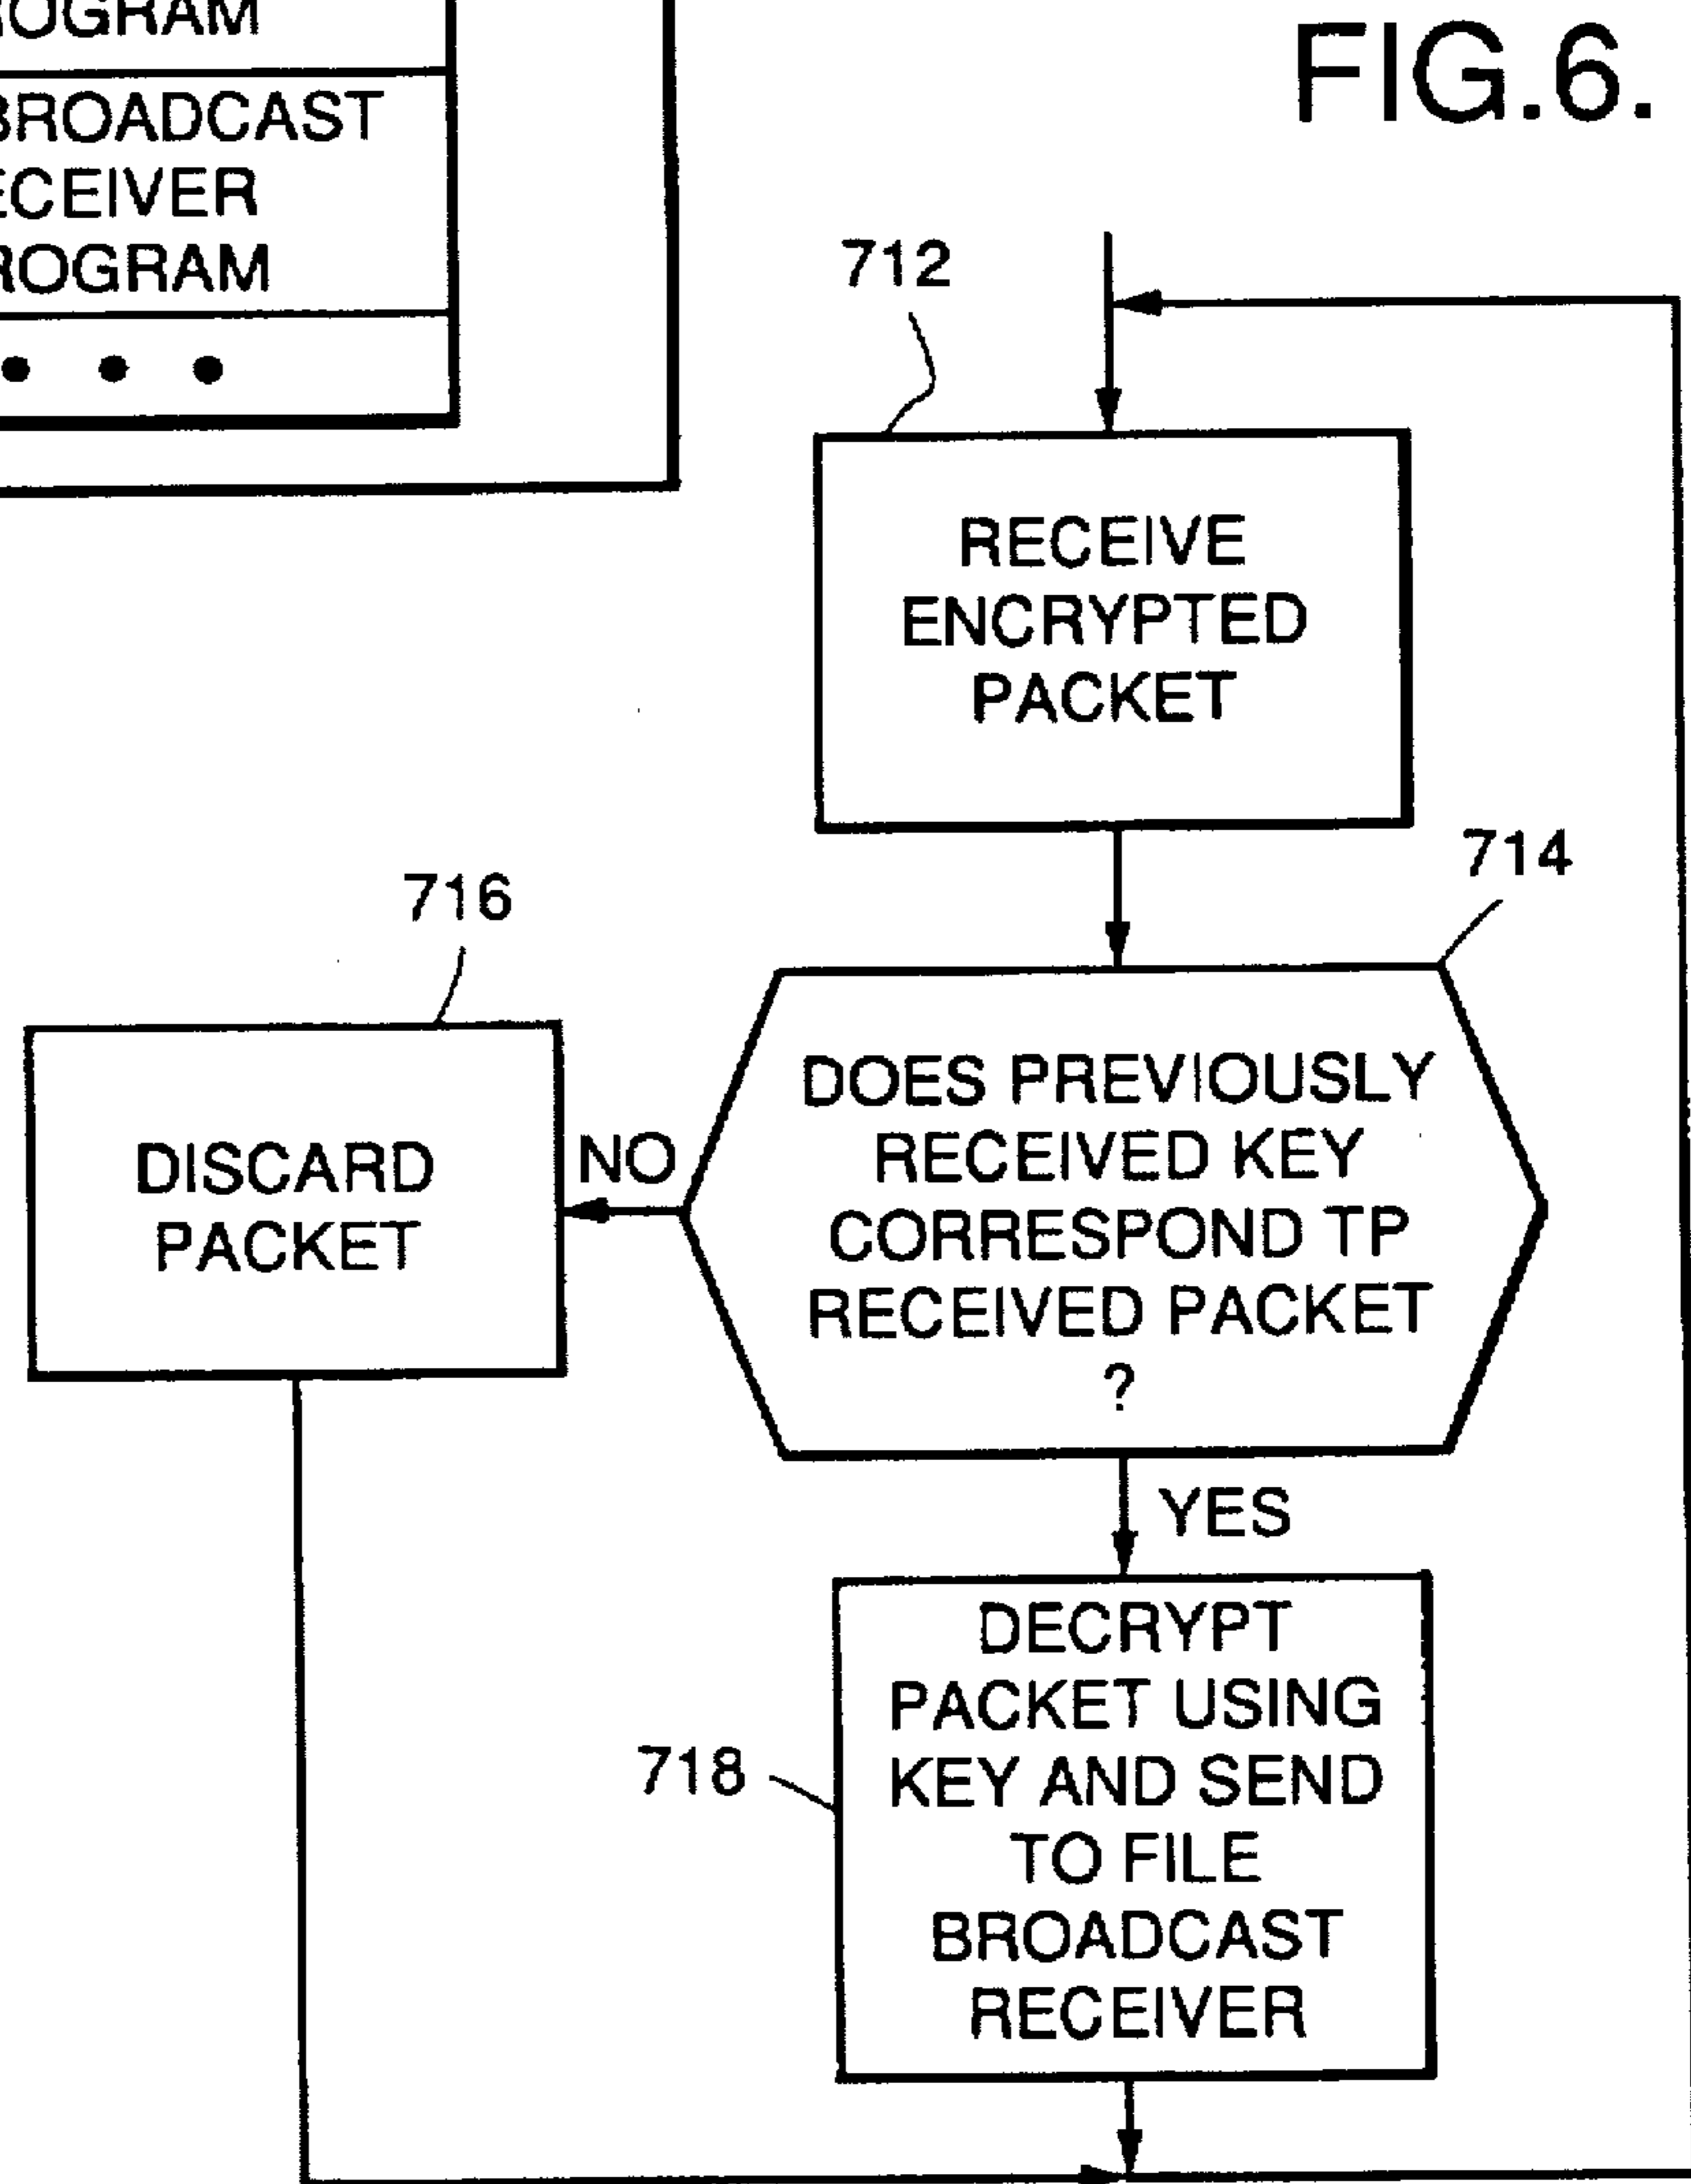 FIG.6.
OGRAM
BROADCAST
ECEIVER
ROGRAM
712
RECEIVE
ENCRYPTED
PACKET
714
716
DOES PREVIOUSLY
RECEIVED KEY
CORRESPOND TP
RECEIVED PACKET
?
NO
DISCARD
PACKET
YES
718
DECRYPT
PACKET USING
KEY AND SEND
TO FILE
BROADCAST
RECEIVER